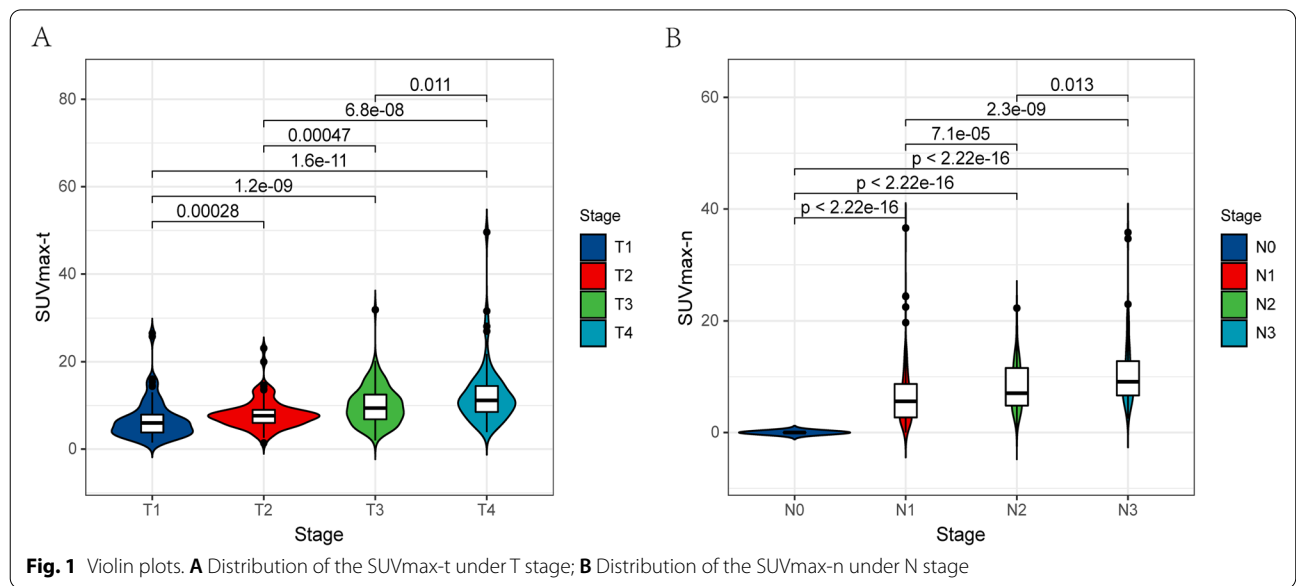 A
SUVmax-t
80
60
40
20
0
0.011
6.8e-08
0.00047
1.6e-11
1.2e-09
0.00028
T1
T2
T3
T4
Stage
Stage
T1
T2
T3
T4
B
SUVmax-n
60
40
20
0
0.013
2.3e-09
7.1e-05
p < 2.22e-16
p < 2.22e-16
p < 2.22e-16
N0
N1
N2
N3
Stage
Stage
N0
N1
N2
N3
Fig. 1 Violin plots. A Distribution of the SUVmax-t under T stage; B Distribution of the SUVmax-n under N stage